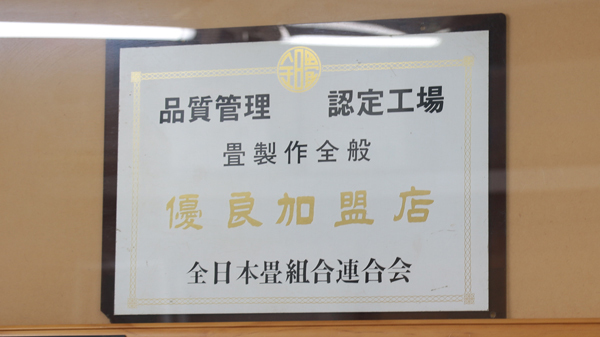 品質管理 認定工場
畳製作全般
優良加盟店
全日本畳組合連合会